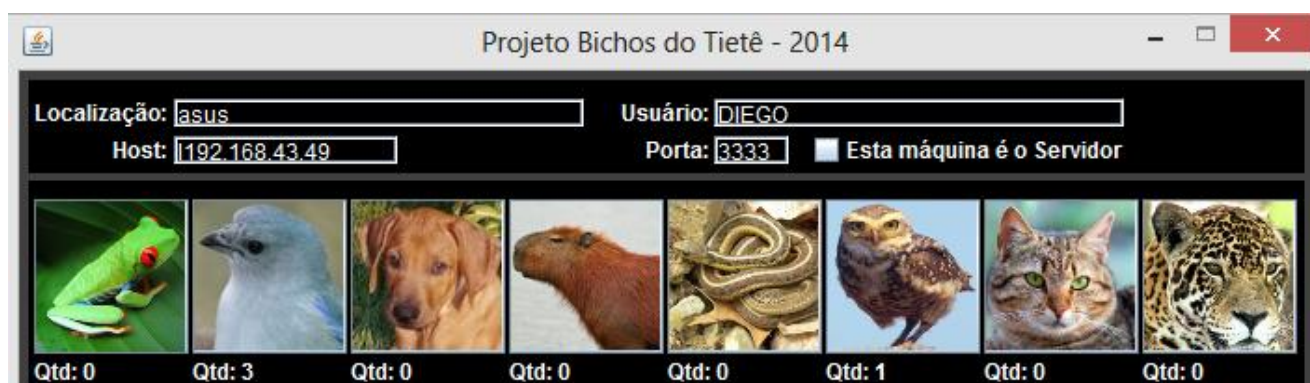 Projeto Bichos do Tietê - 2014
Localização: asus Usuário: DIEGO
Host: 192.168.43.49 Porta: 3333 Esta máquina é o Servidor
Qtd: 0 Qtd: 3 Qtd: 0 Qtd: 0 Qtd: 0 Qtd: 1 Qtd: 0 Qtd: 0